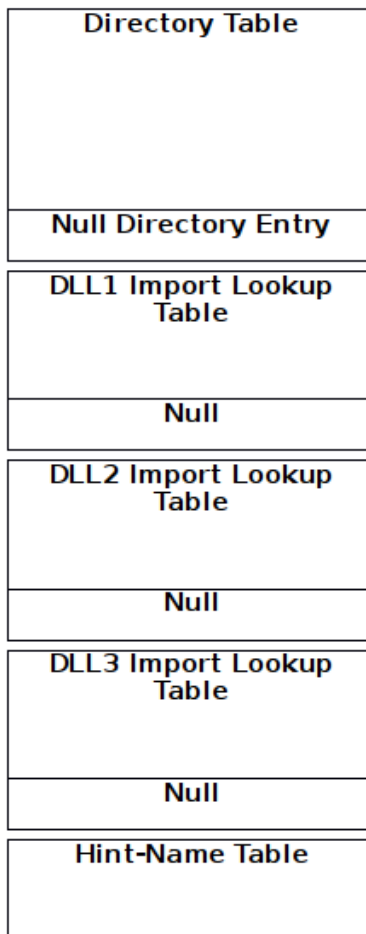 Directory Table
Null Directory Entry
DLL1 Import Lookup
Table
Null
DLL2 Import Lookup
Table
Null
DLL3 Import Lookup
Table
Null
Hint-Name Table